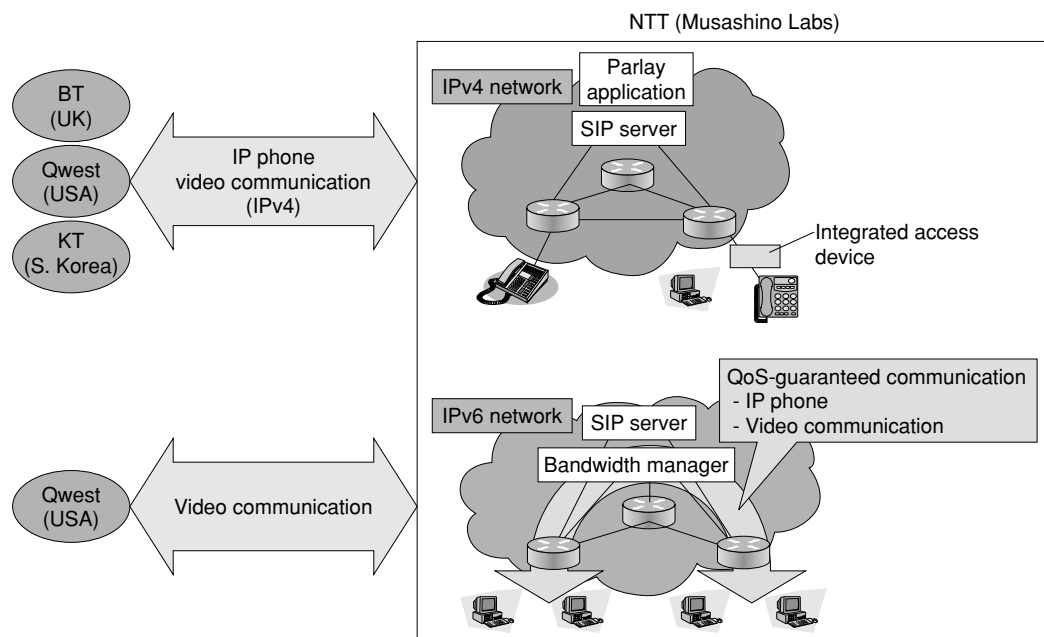 NTT (Musashino Labs)
BT
(UK)
Qwest
(USA)
KT
(S. Korea)
IP phone
video communication
(IPv4)
IPv4 network
Parlay
application
SIP server
Integrated access
device
Qwest
(USA)
Video communication
IPv6 network
SIP server
Bandwidth manager
QoS-guaranteed communication
- IP phone
- Video communication